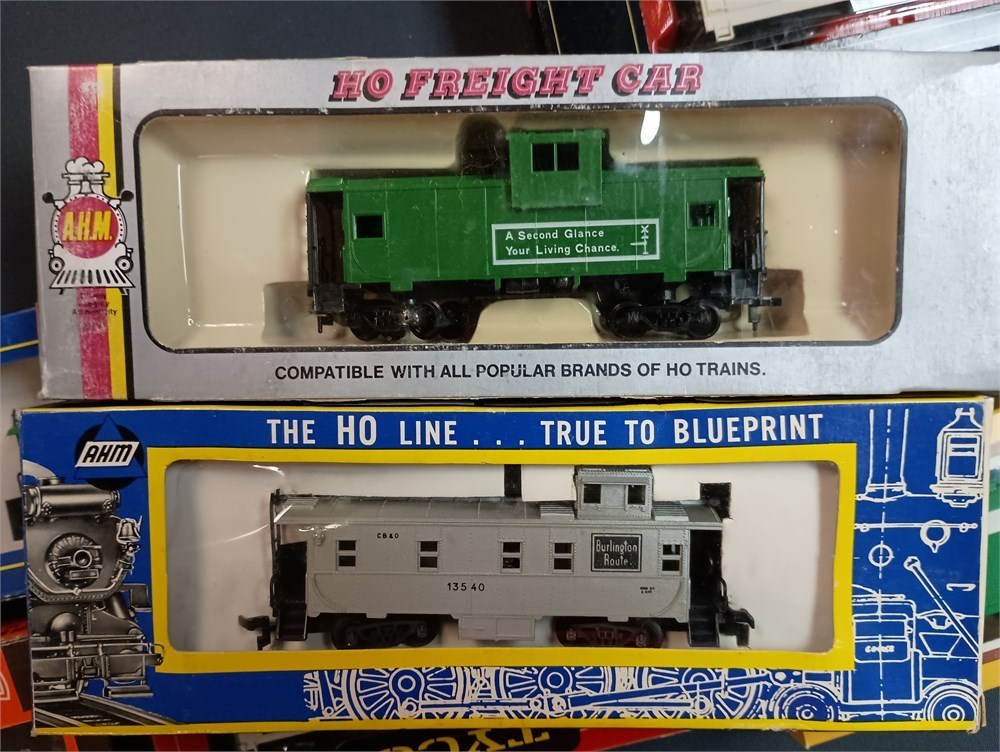 HO FREIGHT CAR
A.H.M.
A Second Glance
Your Living Chance.
COMPATIBLE WITH ALL POPULAR BRANDS OF HO TRAINS.
AHM
THE HO LINE . . . TRUE TO BLUEPRINT
CB&Q
Burlington
Route
13540